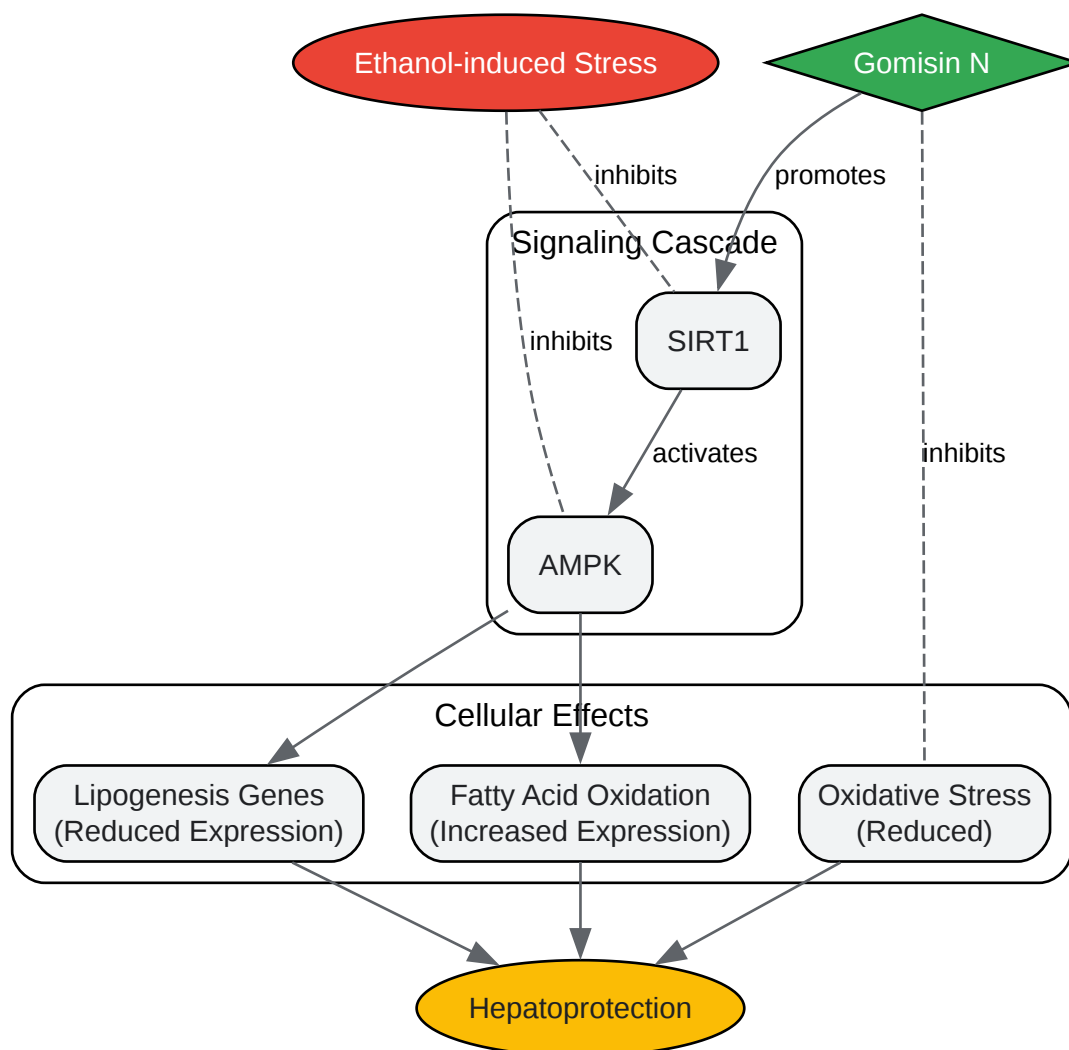 Ethanol-induced Stress
Gomisin N
inhibits
promotes
Signaling Cascade
inhibits
SIRT1
activates
inhibits
AMPK
Cellular Effects
Lipogenesis Genes
(Reduced Expression)
Fatty Acid Oxidation
(Increased Expression)
Oxidative Stress
(Reduced)
Hepatoprotection